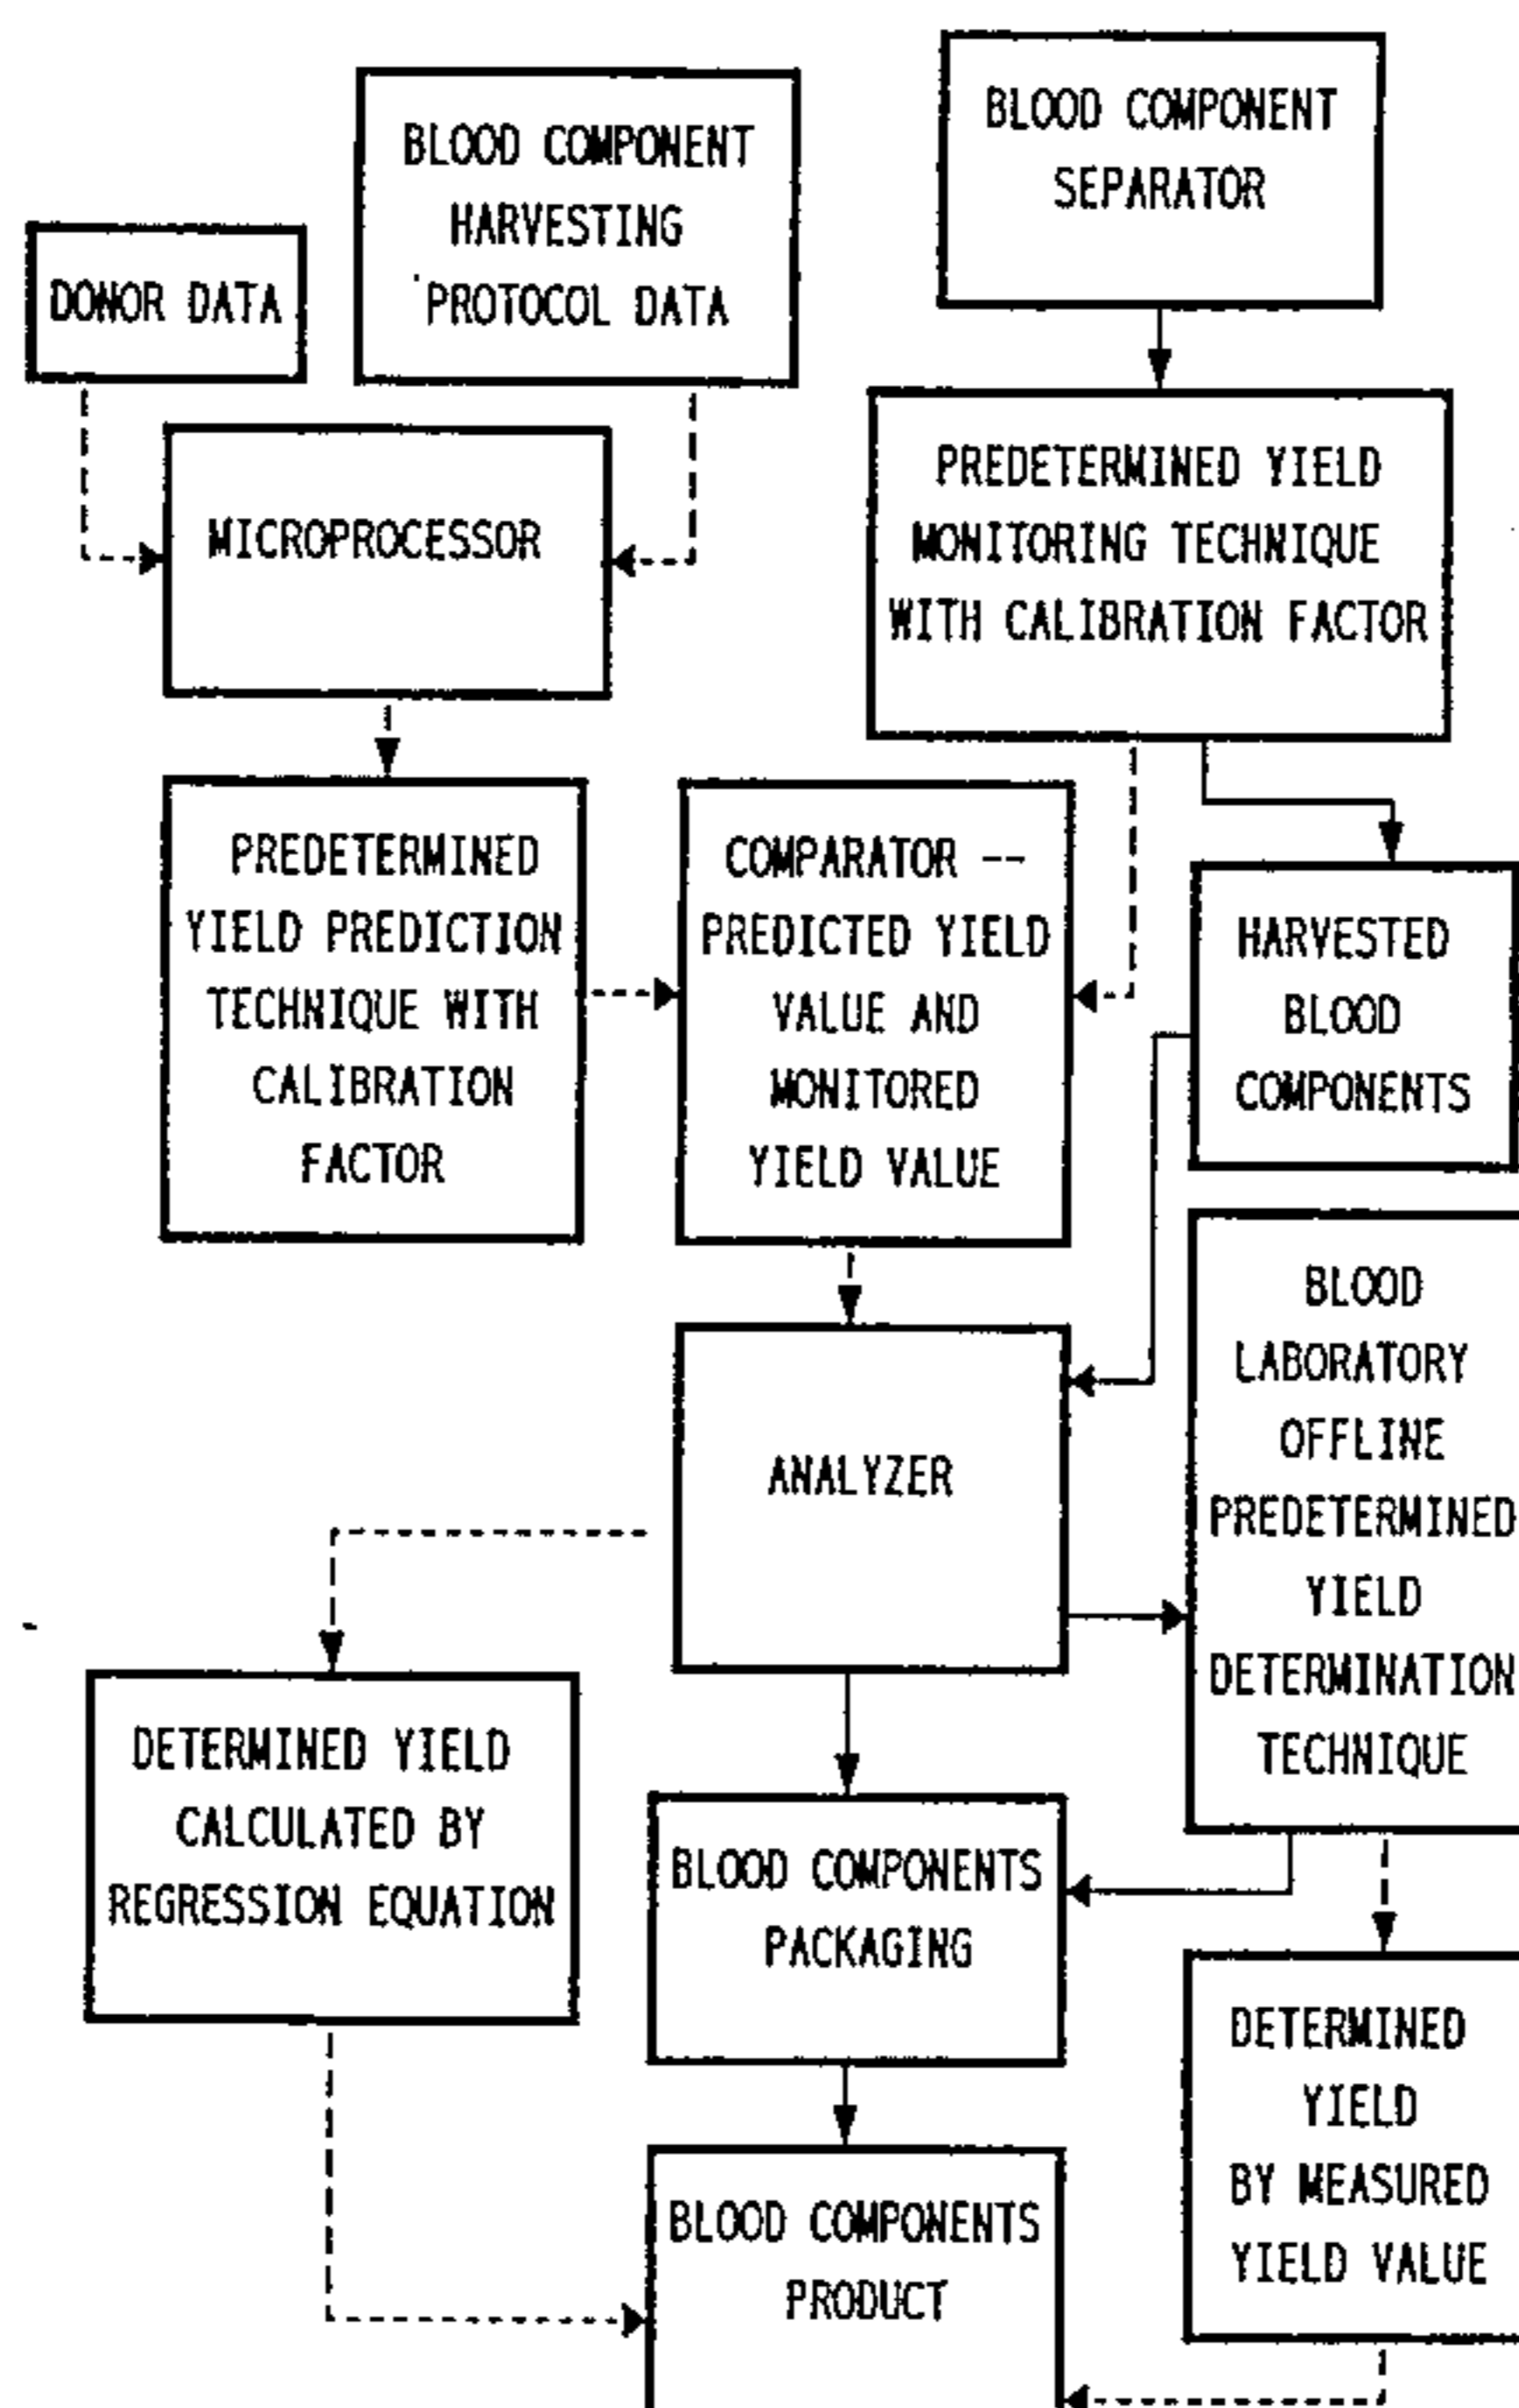 BLOOD COMPONENT
SEPARATOR
BLOOD COMPONENT
HARVESTING
PROTOCOL DATA
DONOR DATA
MICROPROCESSOR
PREDETERMINED YIELD
MONITORING TECHNIQUE
WITH CALIBRATION FACTOR
PREDETERMINED
YIELD PREDICTION
TECHNIQUE WITH
CALIBRATION
FACTOR
COMPARATOR --
PREDICTED YIELD
VALUE AND
MONITORED
YIELD VALUE
HARVESTED
BLOOD
COMPONENTS
ANALYZER
BLOOD
LABORATORY
OFFLINE
PREDETERMINED
YIELD
DETERMINATION
TECHNIQUE
DETERMINED YIELD
CALCULATED BY
REGRESSION EQUATION
BLOOD COMPONENTS
PACKAGING
DETERMINED
YIELD
BY MEASURED
YIELD VALUE
BLOOD COMPONENTS
PRODUCT